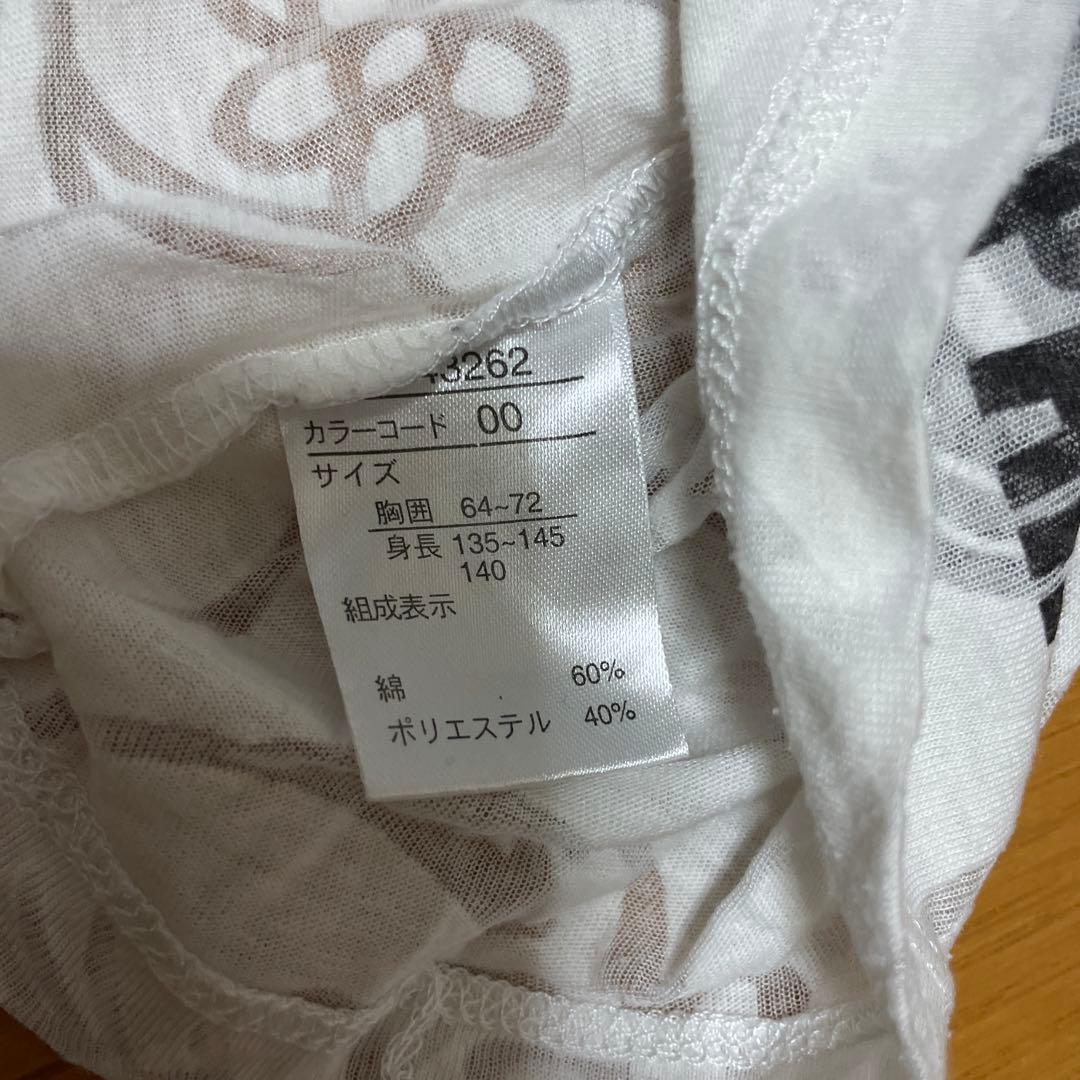 43262
カラーコード 00
サイズ
胸囲 64~72
身長 135~145
140
組成表示
綿 60%
ポリエステル 40%